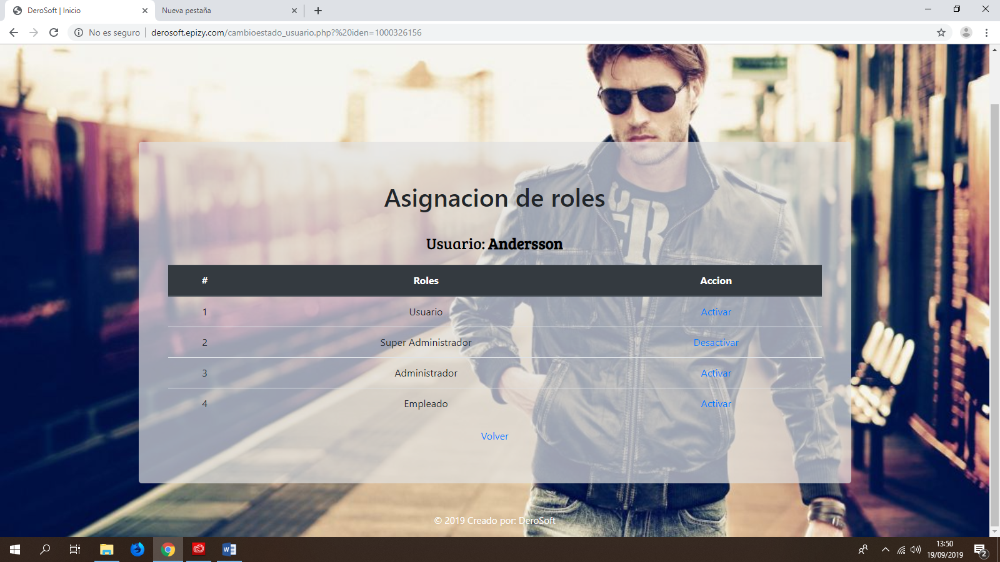 DeroSoft | Inicio
Nueva pestaña
No es seguro
derosoft.epizy.com/cambioestado_usuario.php?%20iden=1000326156
Asignacion de roles
Usuario: Andersson
# Roles Accion
1 Usuario Activar
2 Super Administrador Desactivar
3 Administrador Activar
4 Empleado Activar
Volver
© 2019 Creado por: DeroSoft
13:50
19/09/2019
2